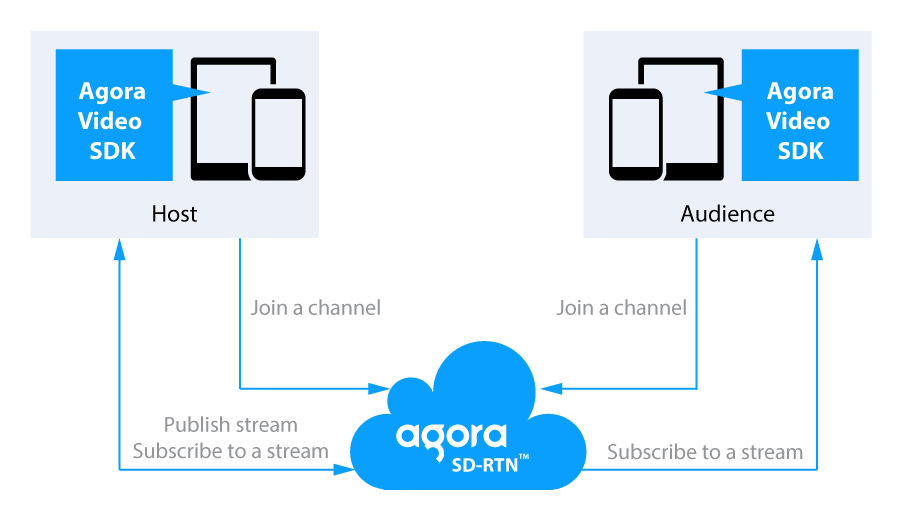 Agora
Video
SDK
Host
Agora
Video
SDK
Audience
Join a channel
Join a channel
Publish stream
Subscribe to a stream
agora
SD-RTN™
Subscribe to a stream